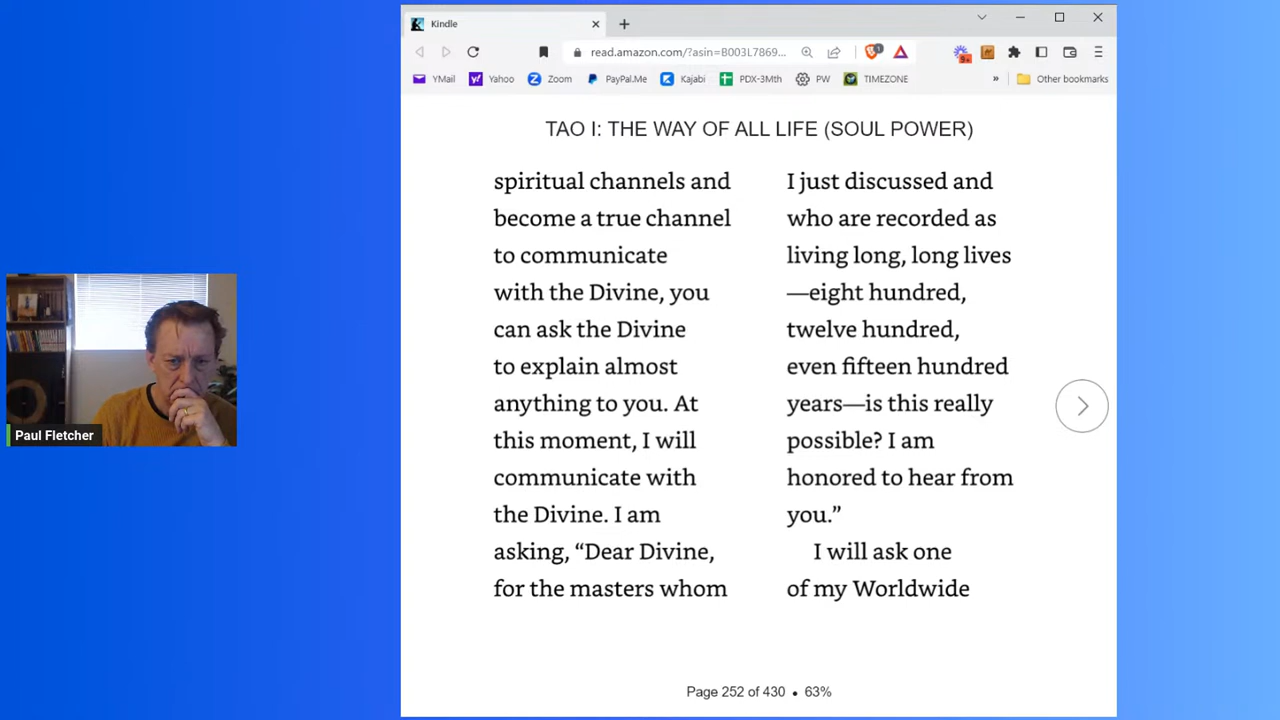 Kindle
read.amazon.com/?asin=B003L7869...
1
9+
YMail
Yahoo
Zoom
PayPal.Me
Kajabi
PDX-3Mth
PW
TIMEZONE
»
Other bookmarks
TAO I: THE WAY OF ALL LIFE (SOUL POWER)
spiritual channels and
become a true channel
to communicate
with the Divine, you
can ask the Divine
to explain almost
anything to you. At
this moment, I will
communicate with
the Divine. I am
asking, “Dear Divine,
for the masters whom
I just discussed and
who are recorded as
living long, long lives
—eight hundred,
twelve hundred,
even fifteen hundred
years—is this really
possible? I am
honored to hear from
you.”
I will ask one
of my Worldwide
Page 252 of 430 • 63%
Paul Fletcher